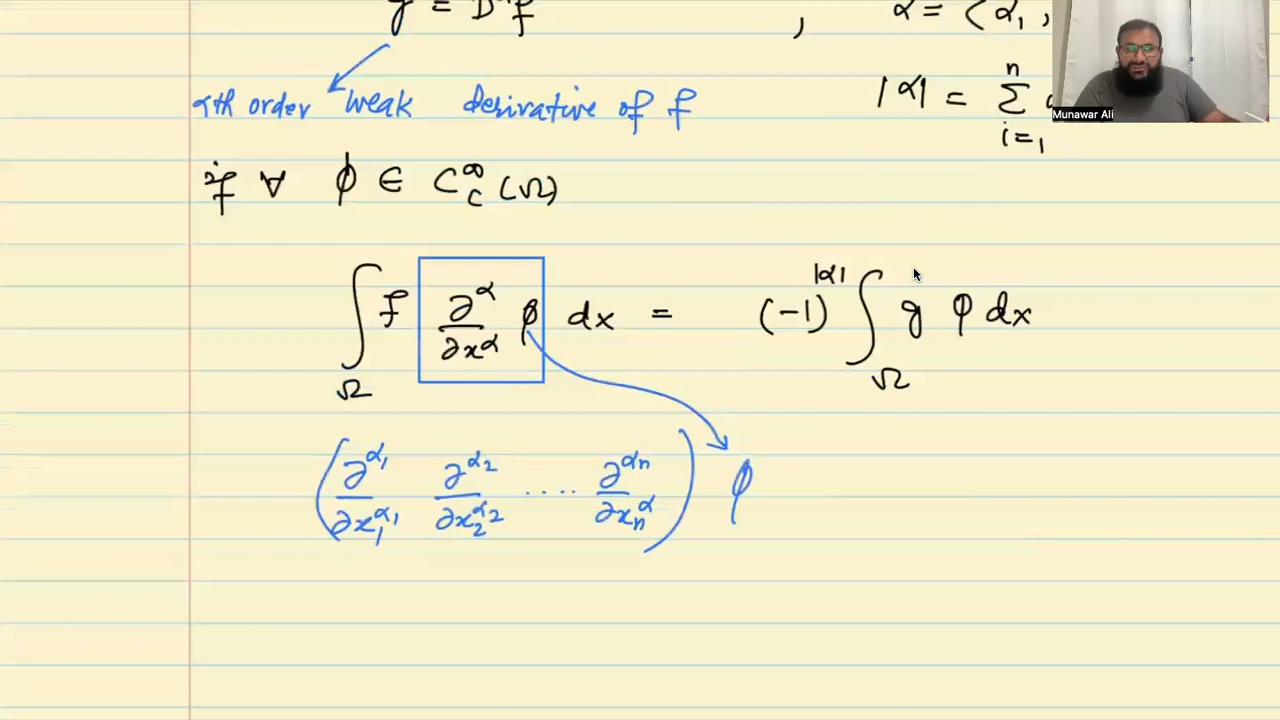 g = D^α f , α = (α₁,
αth order weak derivative of f |α| = Σ_{i=1}^{n}
Munawar Ali
if ∀ ϕ ∈ C_c^∞ (Ω)
∫_Ω f ∂^α/∂x^α ϕ dx = (-1)^{|α|} ∫_Ω g φ dx
(∂^{α₁}/∂x₁^{α₁} ∂^{α₂}/∂x₂^{α₂} .... ∂^{αn}/∂x_n^α) ϕ